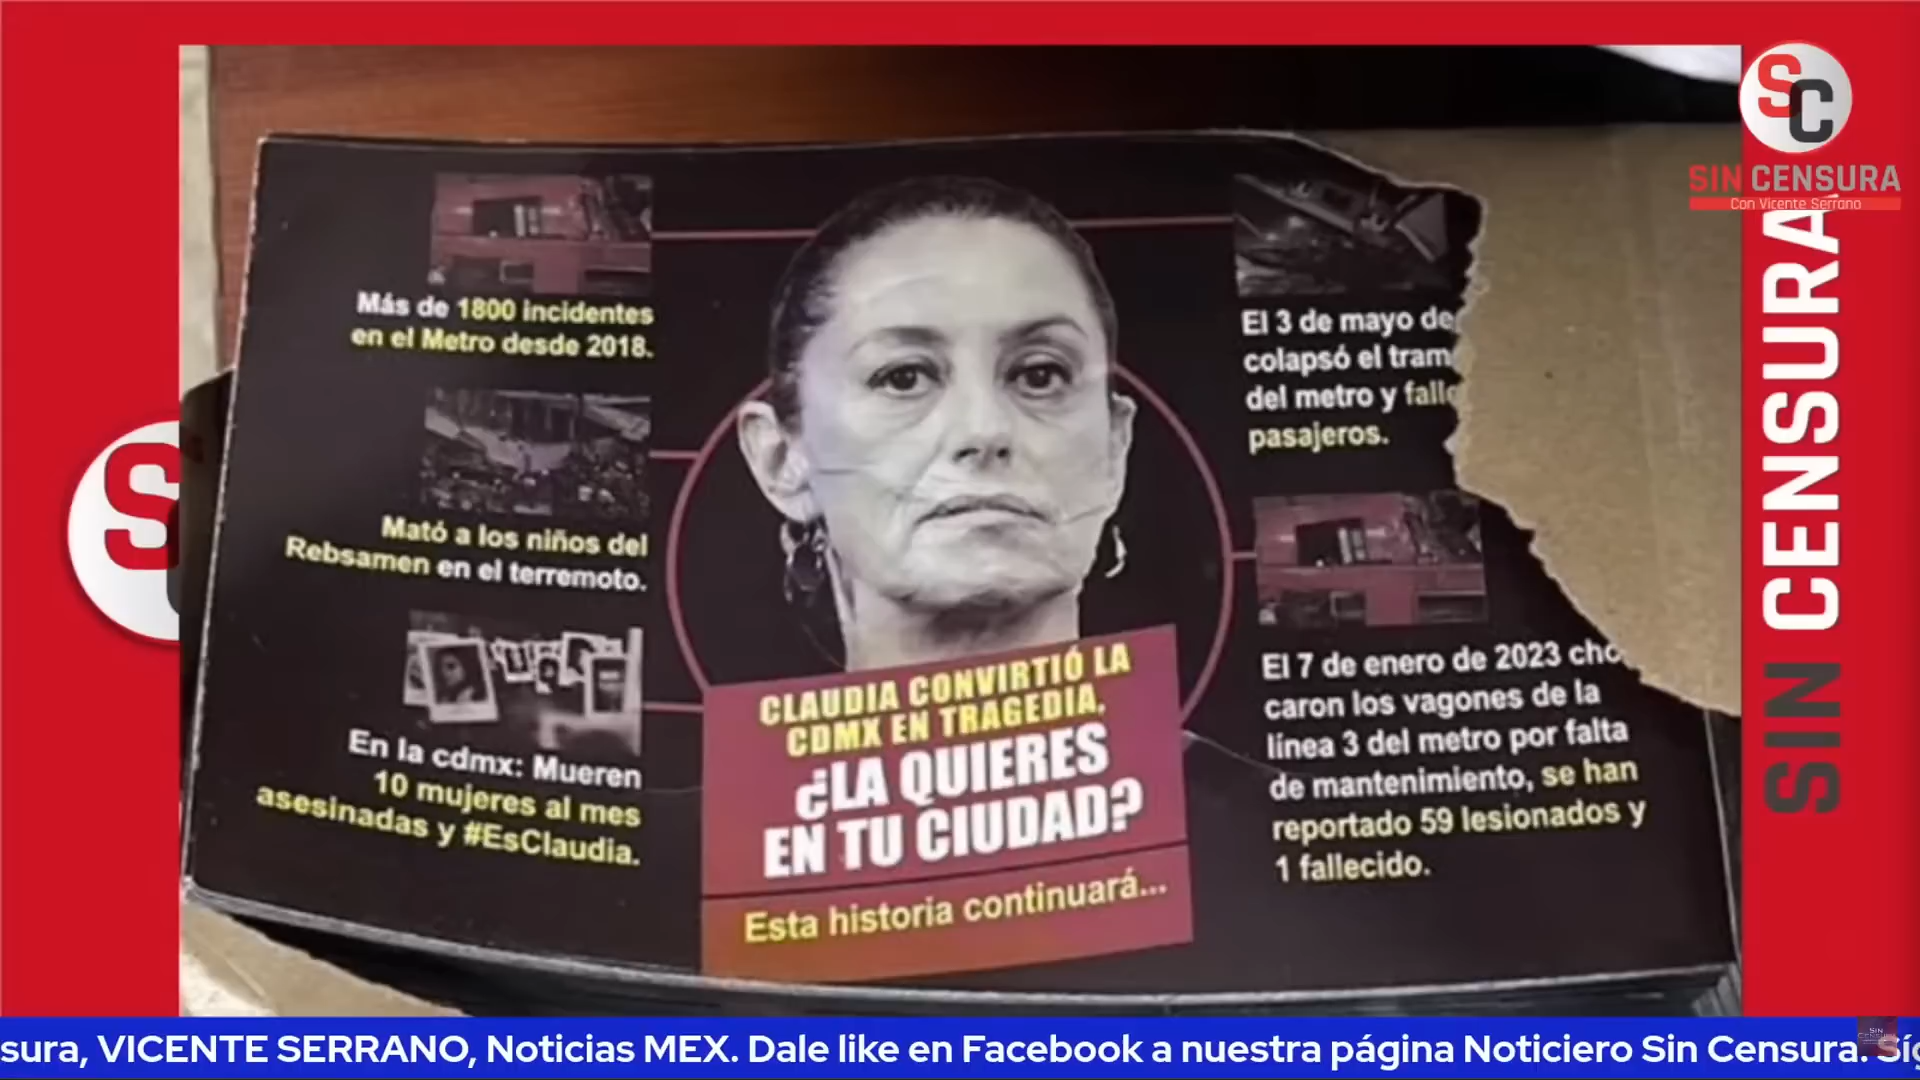 SC
SIN CENSURA
Con Vicente Serrano
SIN CENSURA
S
Más de 1800 incidentes
en el Metro desde 2018.
Mató a los niños del
Rebsamen en el terremoto.
En la cdmx: Mueren
10 mujeres al mes
asesinadas y #EsClaudia.
CLAUDIA CONVIRTIÓ LA
CDMX EN TRAGEDIA.
¿LA QUIERES
EN TU CIUDAD?
Esta historia continuará...
El 3 de mayo de
colapsó el tram
del metro y falle
pasajeros.
El 7 de enero de 2023 cho
caron los vagones de la
línea 3 del metro por falta
de mantenimiento, se han
reportado 59 lesionados y
1 fallecido.
sura, VICENTE SERRANO, Noticias MEX. Dale like en Facebook a nuestra página Noticiero Sin Censura. Síg